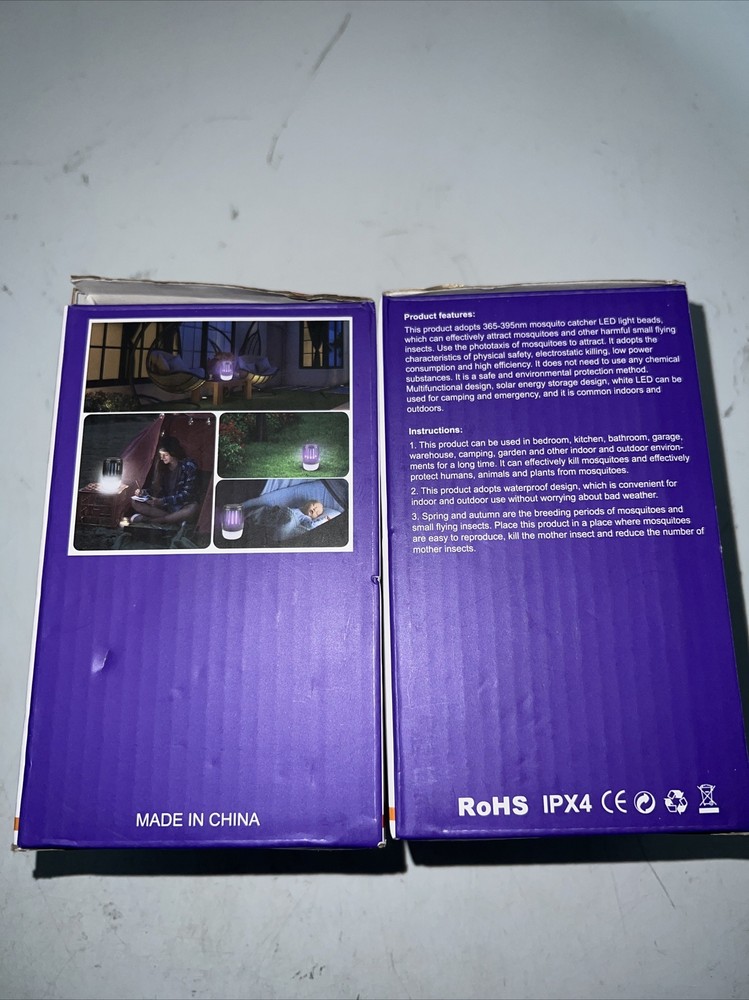 MADE IN CHINA
Product features:
This product adopts 365-395nm mosquito catcher LED light beads,
which can effectively attract mosquitoes and other harmful small flying
insects. Use the phototaxis of mosquitoes to attract. It adopts the
characteristics of physical safety, electrostatic killing, low power
consumption and high efficiency. It does not need to use any chemical
substances. It is a safe and environmental protection method.
Multifunctional design, solar energy storage design, white LED can be
used for camping and emergency, and it is common indoors and
outdoors.
Instructions:
1. This product can be used in bedroom, kitchen, bathroom, garage,
warehouse, camping, garden and other indoor and outdoor environ-
ments for a long time. It can effectively kill mosquitoes and effectively
protect humans, animals and plants from mosquitoes.
2. This product adopts waterproof design, which is convenient for
indoor and outdoor use without worrying about bad weather.
3. Spring and autumn are the breeding periods of mosquitoes and
small flying insects. Place this product in a place where mosquitoes
are easy to reproduce, kill the mother insect and reduce the number of
mother insects.
RoHS IPX4 CE